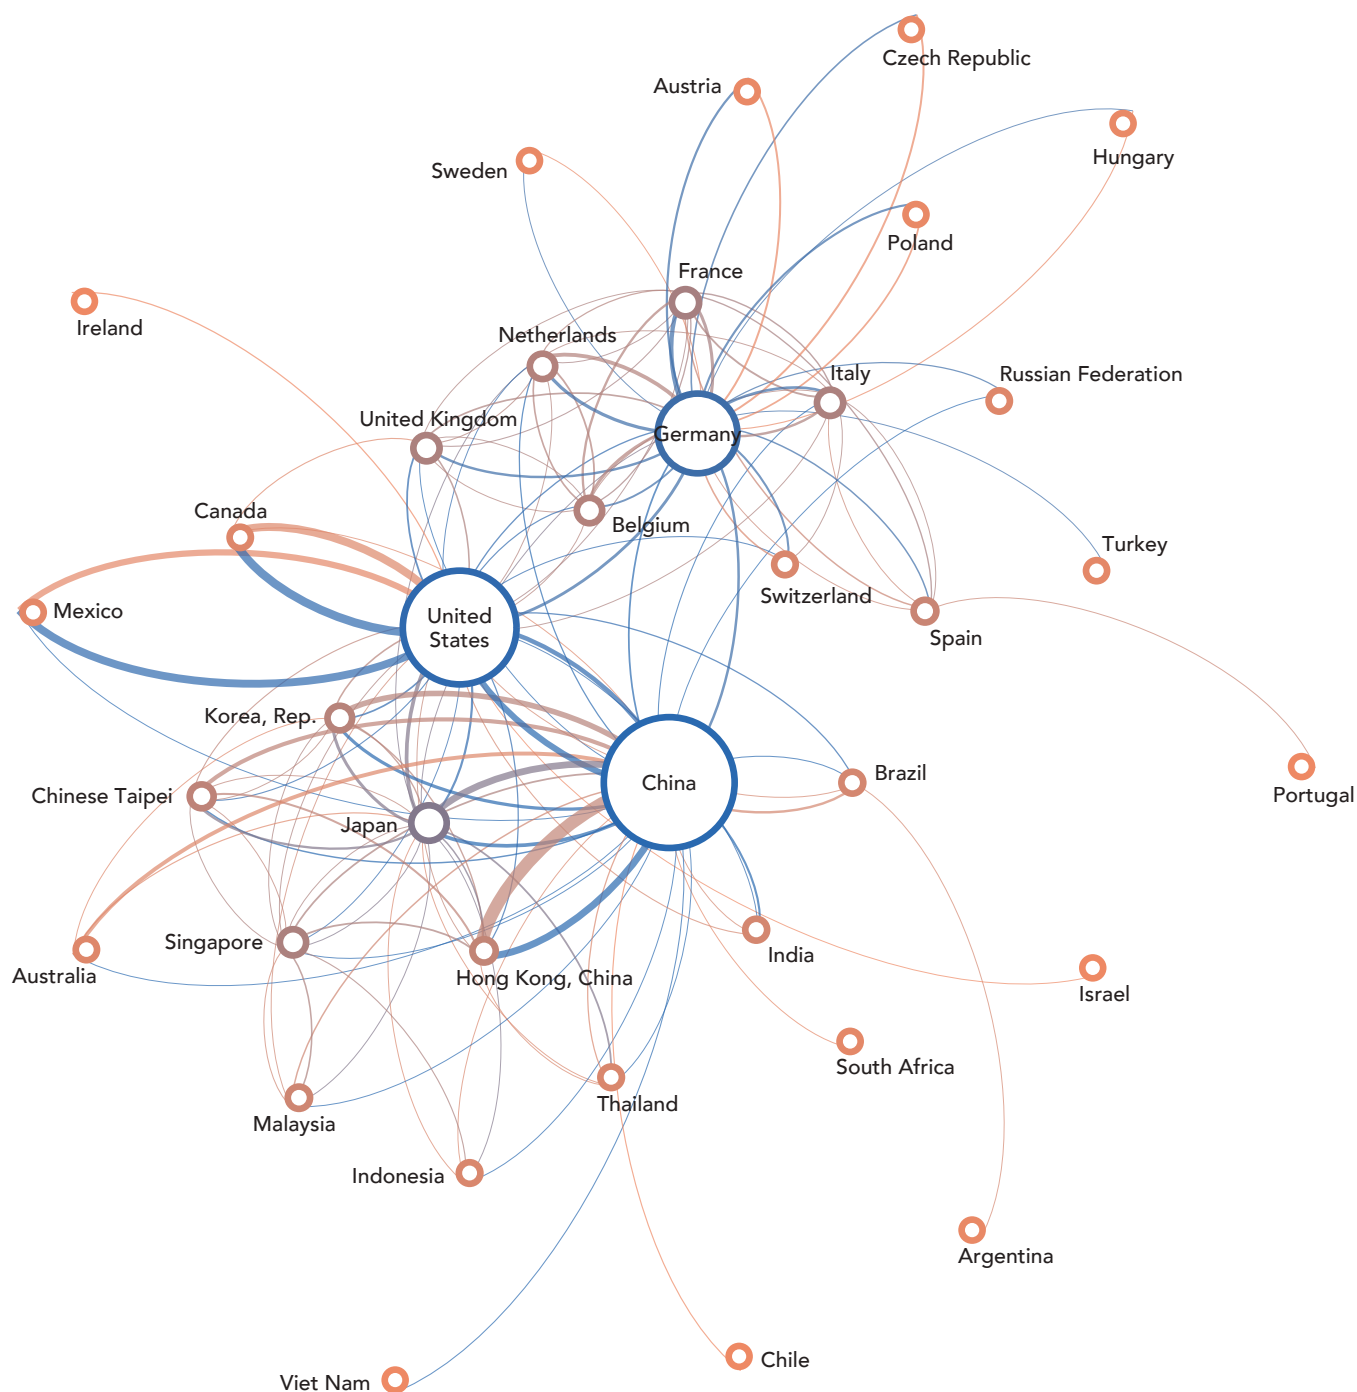 Czech Republic
Austria
Hungary
Sweden
Poland
France
Ireland
Netherlands
Italy
Russian Federation
United Kingdom
Germany
Canada
Belgium
Turkey
Switzerland
Mexico
United
States
Spain
Korea, Rep.
China
Brazil
Chinese Taipei
Portugal
Japan
Singapore
India
Australia
Hong Kong, China
Israel
South Africa
Thailand
Malaysia
Indonesia
Argentina
Chile
Viet Nam